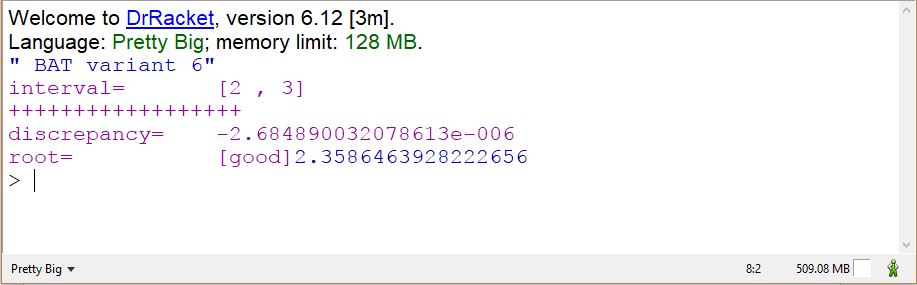 Welcome to DrRacket, version 6.12 [3m].
Language: Pretty Big; memory limit: 128 MB.
" BAT variant 6"
interval=      [2 , 3]
++++++++++++++++++
discrepancy=    -2.684890032078613e-006
root=           [good]2.3586463928222656
>
Pretty Big 8:2 509.08 MB